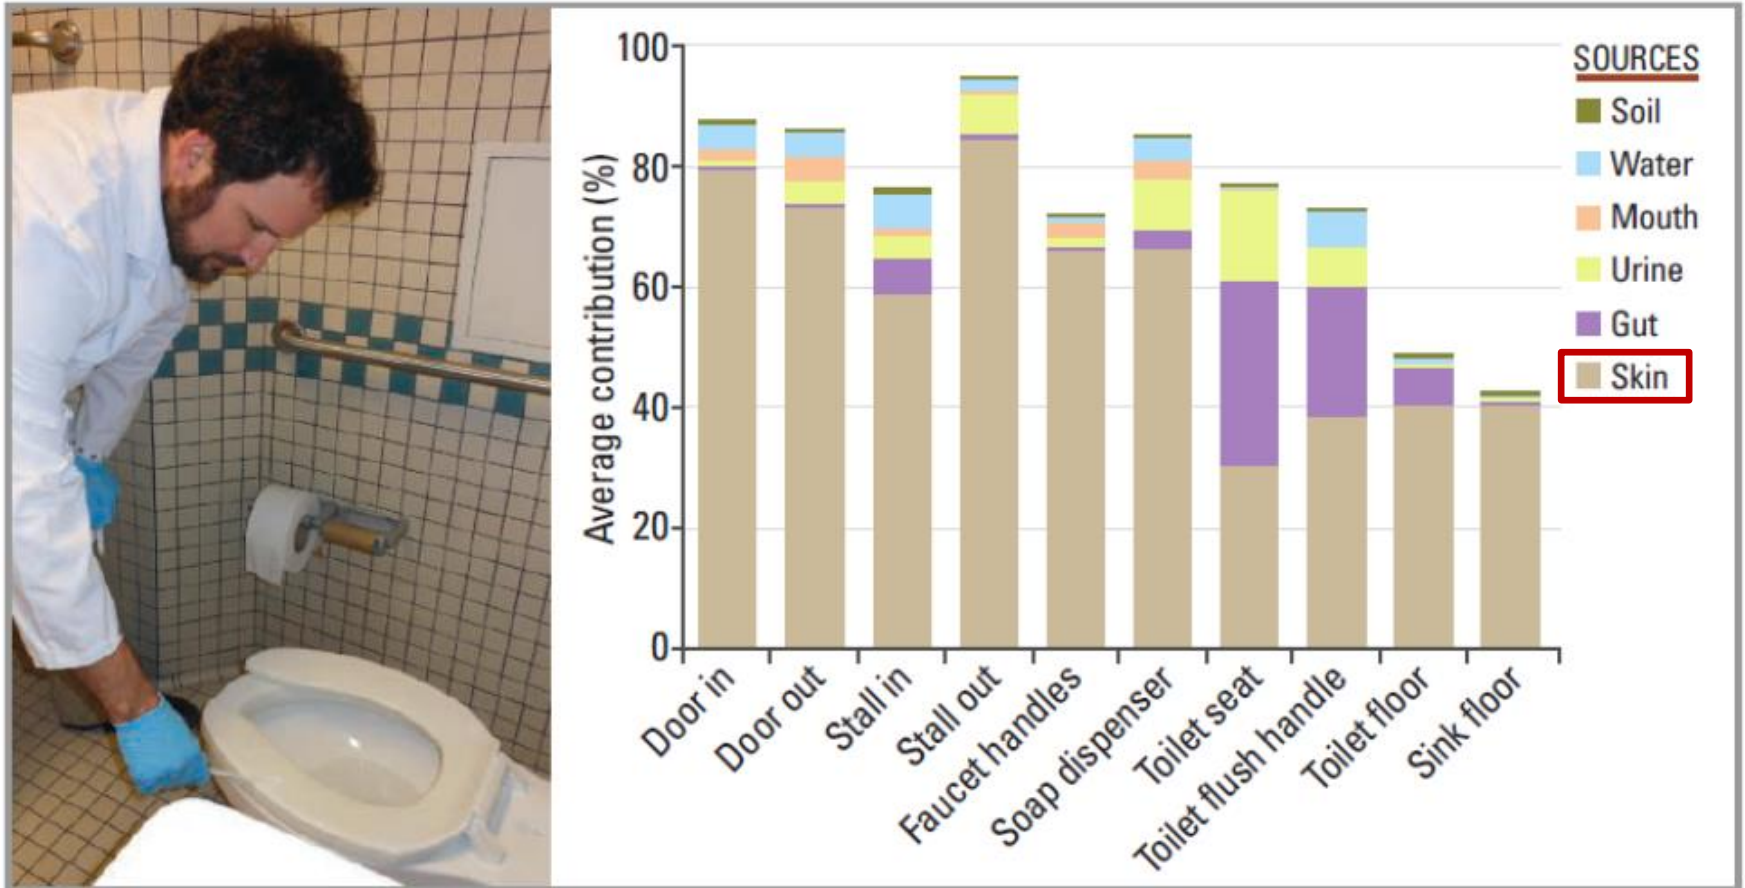 100
80
60
40
20
0
Average contribution (%)
Door in
Door out
Stall in
Stall out
Faucet handles
Soap dispenser
Toilet seat
Toilet flush handle
Toilet floor
Sink floor
SOURCES
Soil
Water
Mouth
Urine
Gut
Skin